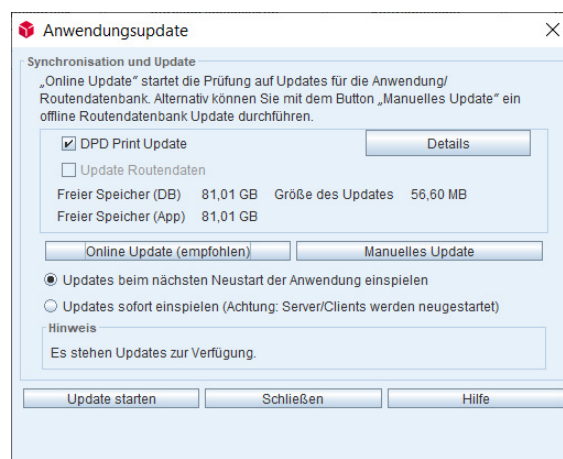 Anwendungsupdate
Synchronisation und Update
„Online Update“ startet die Prüfung auf Updates für die Anwendung/
Routendatenbank. Alternativ können Sie mit dem Button „Manuelles Update“ ein
offline Routendatenbank Update durchführen.
DPD Print Update
Details
Update Routendaten
Freier Speicher (DB) 81,01 GB Größe des Updates 56,60 MB
Freier Speicher (App) 81,01 GB
Online Update (empfohlen) Manuelles Update
Updates beim nächsten Neustart der Anwendung einspielen
Updates sofort einspielen (Achtung: Server/Clients werden neugestartet)
Hinweis
Es stehen Updates zur Verfügung.
Update starten Schließen Hilfe